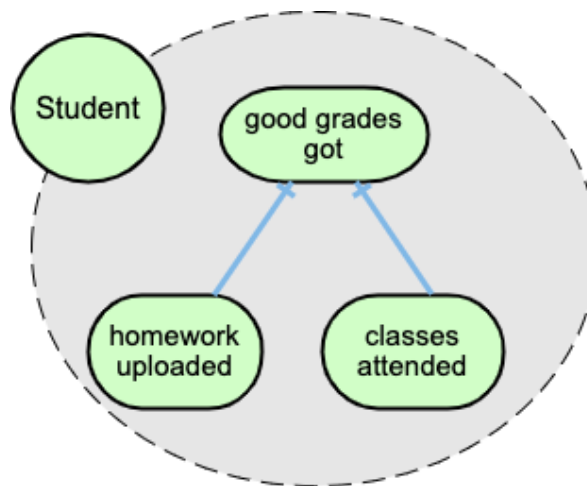 Student
good grades
got
homework
uploaded
classes
attended